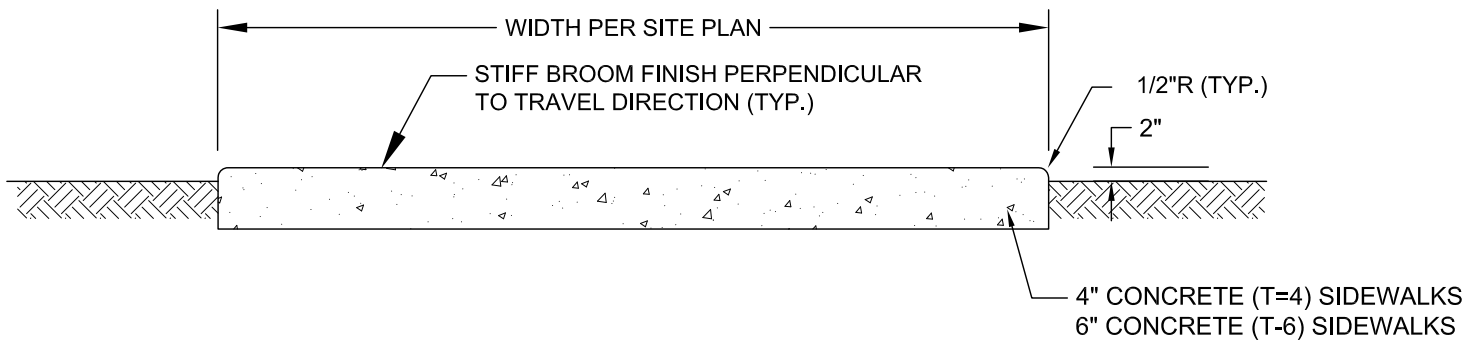 WIDTH PER SITE PLAN
STIFF BROOM FINISH PERPENDICULAR
TO TRAVEL DIRECTION (TYP.)
1/2"R (TYP.)
2"
4" CONCRETE (T=4) SIDEWALKS
6" CONCRETE (T-6) SIDEWALKS